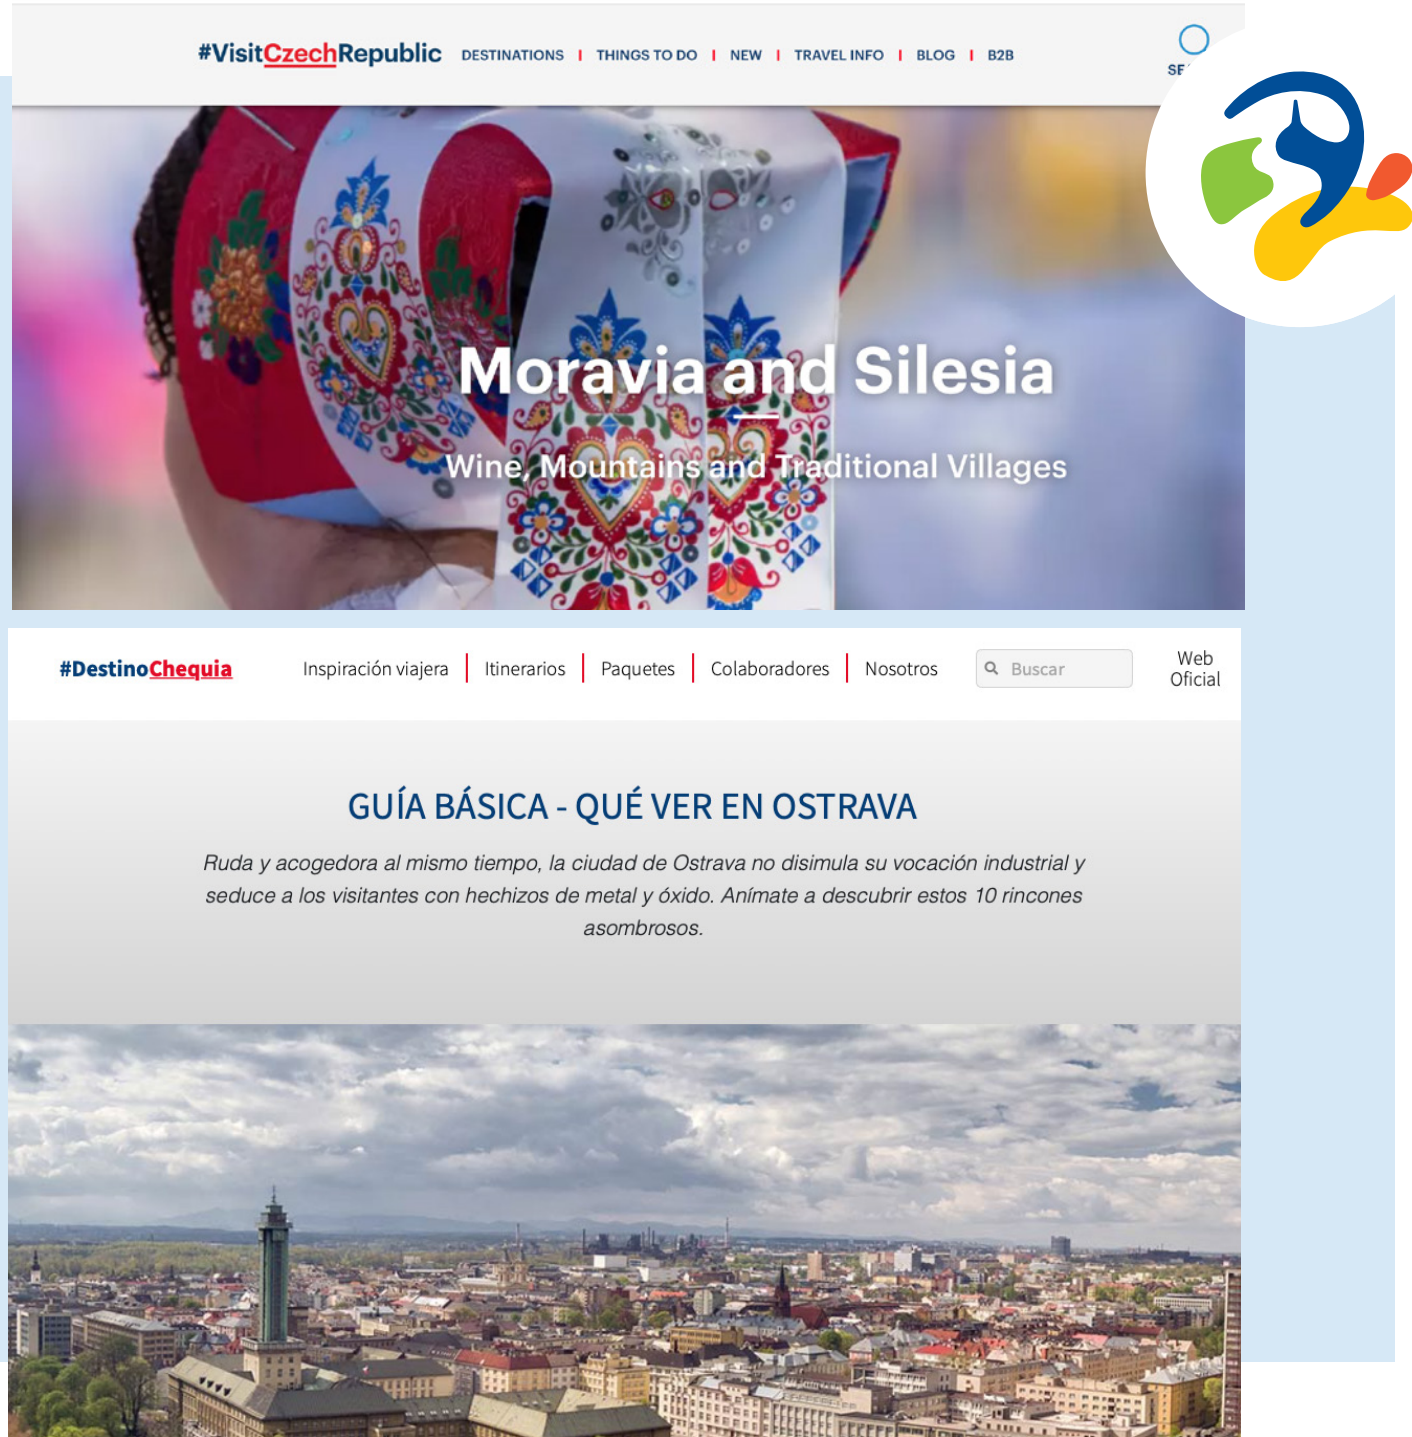 #VisitCzechRepublic DESTINATIONS THINGS TO DO NEW TRAVEL INFO BLOG B2B
Moravia and Silesia
Wine, Mountains and Traditional Villages
#DestinoChequia Inspiración viajera Itinerarios Paquetes Colaboradores Nosotros Buscar Web Oficial
GUÍA BÁSICA - QUÉ VER EN OSTRAVA
Ruda y acogedora al mismo tiempo, la ciudad de Ostrava no disimula su vocación industrial y
seduce a los visitantes con hechizos de metal y óxido. Anímate a descubrir estos 10 rincones
asombrosos.